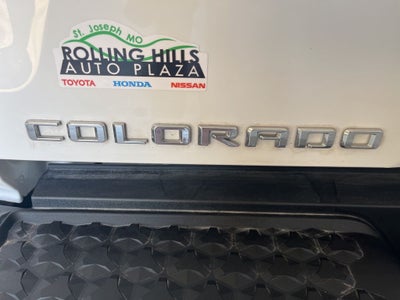 St. Joseph MO
ROLLING HILLS
AUTO PLAZA
TOYOTA HONDA NISSAN
COLORADO